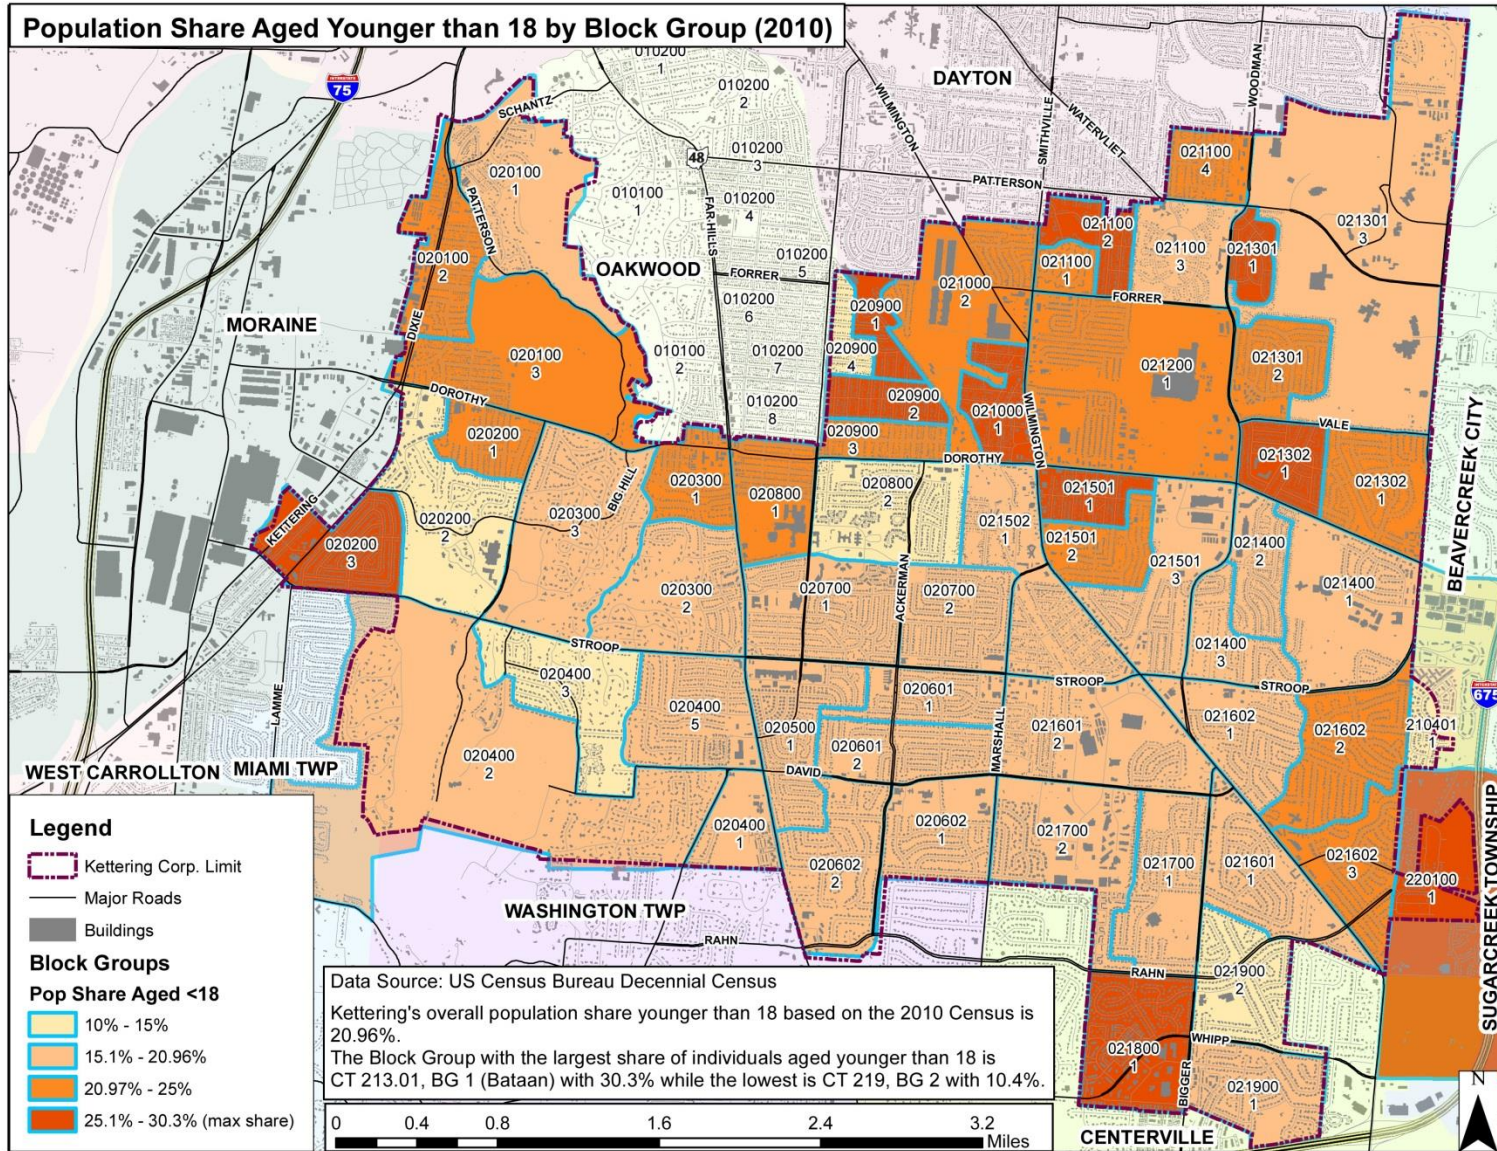 Population Share Aged Younger than 18 by Block Group (2010)
INTERSTATE
75
SCHANTZ
010200
1
010200
2
WILMINGTON
DAYTON
SMITHVILLE
WATERVLIET
WOODMAN
020100
1
48
010200
3
PATTERSON
021100
4
PATTERSON
010100
1
FAR HILLS
010200
4
021100
2
021100
3
021301
1
021301
3
020100
2
OAKWOOD
010200
5
FORRER
021100
1
FORRER
MORAINE
DIXIE
010200
6
020900
1
021000
2
020100
3
010100
2
010200
7
020900
4
021200
1
021301
2
DOROTHY
010200
8
020900
2
021000
1
WILMINGTON
VALE
BEAVERCREEK CITY
020200
1
020900
3
DOROTHY
021302
1
021302
1
BIG HILL
020300
1
020800
1
020800
2
021501
1
KETTERING
020200
3
020200
2
020300
3
021502
1
021501
2
021501
3
021400
2
021400
1
020300
2
020700
1
ACKERMAN
020700
2
STROOP
021400
3
020400
3
STROOP
STROOP
INTERSTATE
675
LAMME
020400
5
020500
1
020601
1
MARSHALL
021601
2
021602
1
021602
2
210401
1
020400
2
020601
2
DAVID
WEST CARROLLTON
MIAMI TWP
020400
1
020602
1
021700
2
021700
1
021601
1
021602
3
220100
1
SUGARCREEK TOWNSHIP
020602
2
WASHINGTON TWP
RAHN
RAHN
021900
2
021800
1
BIGGER
WHIPP
021900
1
CENTERVILLE
Legend
Kettering Corp. Limit
Major Roads
Buildings
Block Groups
Pop Share Aged <18
10% - 15%
15.1% - 20.96%
20.97% - 25%
25.1% - 30.3% (max share)
Data Source: US Census Bureau Decennial Census
Kettering's overall population share younger than 18 based on the 2010 Census is
20.96%.
The Block Group with the largest share of individuals aged younger than 18 is
CT 213.01, BG 1 (Bataan) with 30.3% while the lowest is CT 219, BG 2 with 10.4%.
0 0.4 0.8 1.6 2.4 3.2
Miles
N